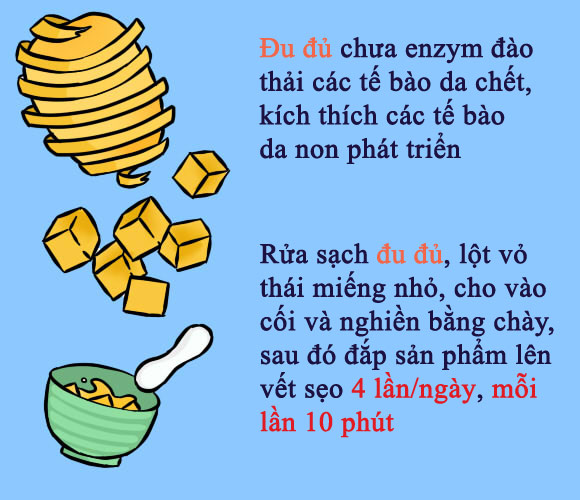 Đu đủ chưa enzym đào
thải các tế bào da chết,
kích thích các tế bào
da non phát triển
Rửa sạch đu đủ, lột vỏ
thái miếng nhỏ, cho vào
cối và nghiền bằng chày,
sau đó đắp sản phẩm lên
vết sẹo 4 lần/ngày, mỗi
lần 10 phút